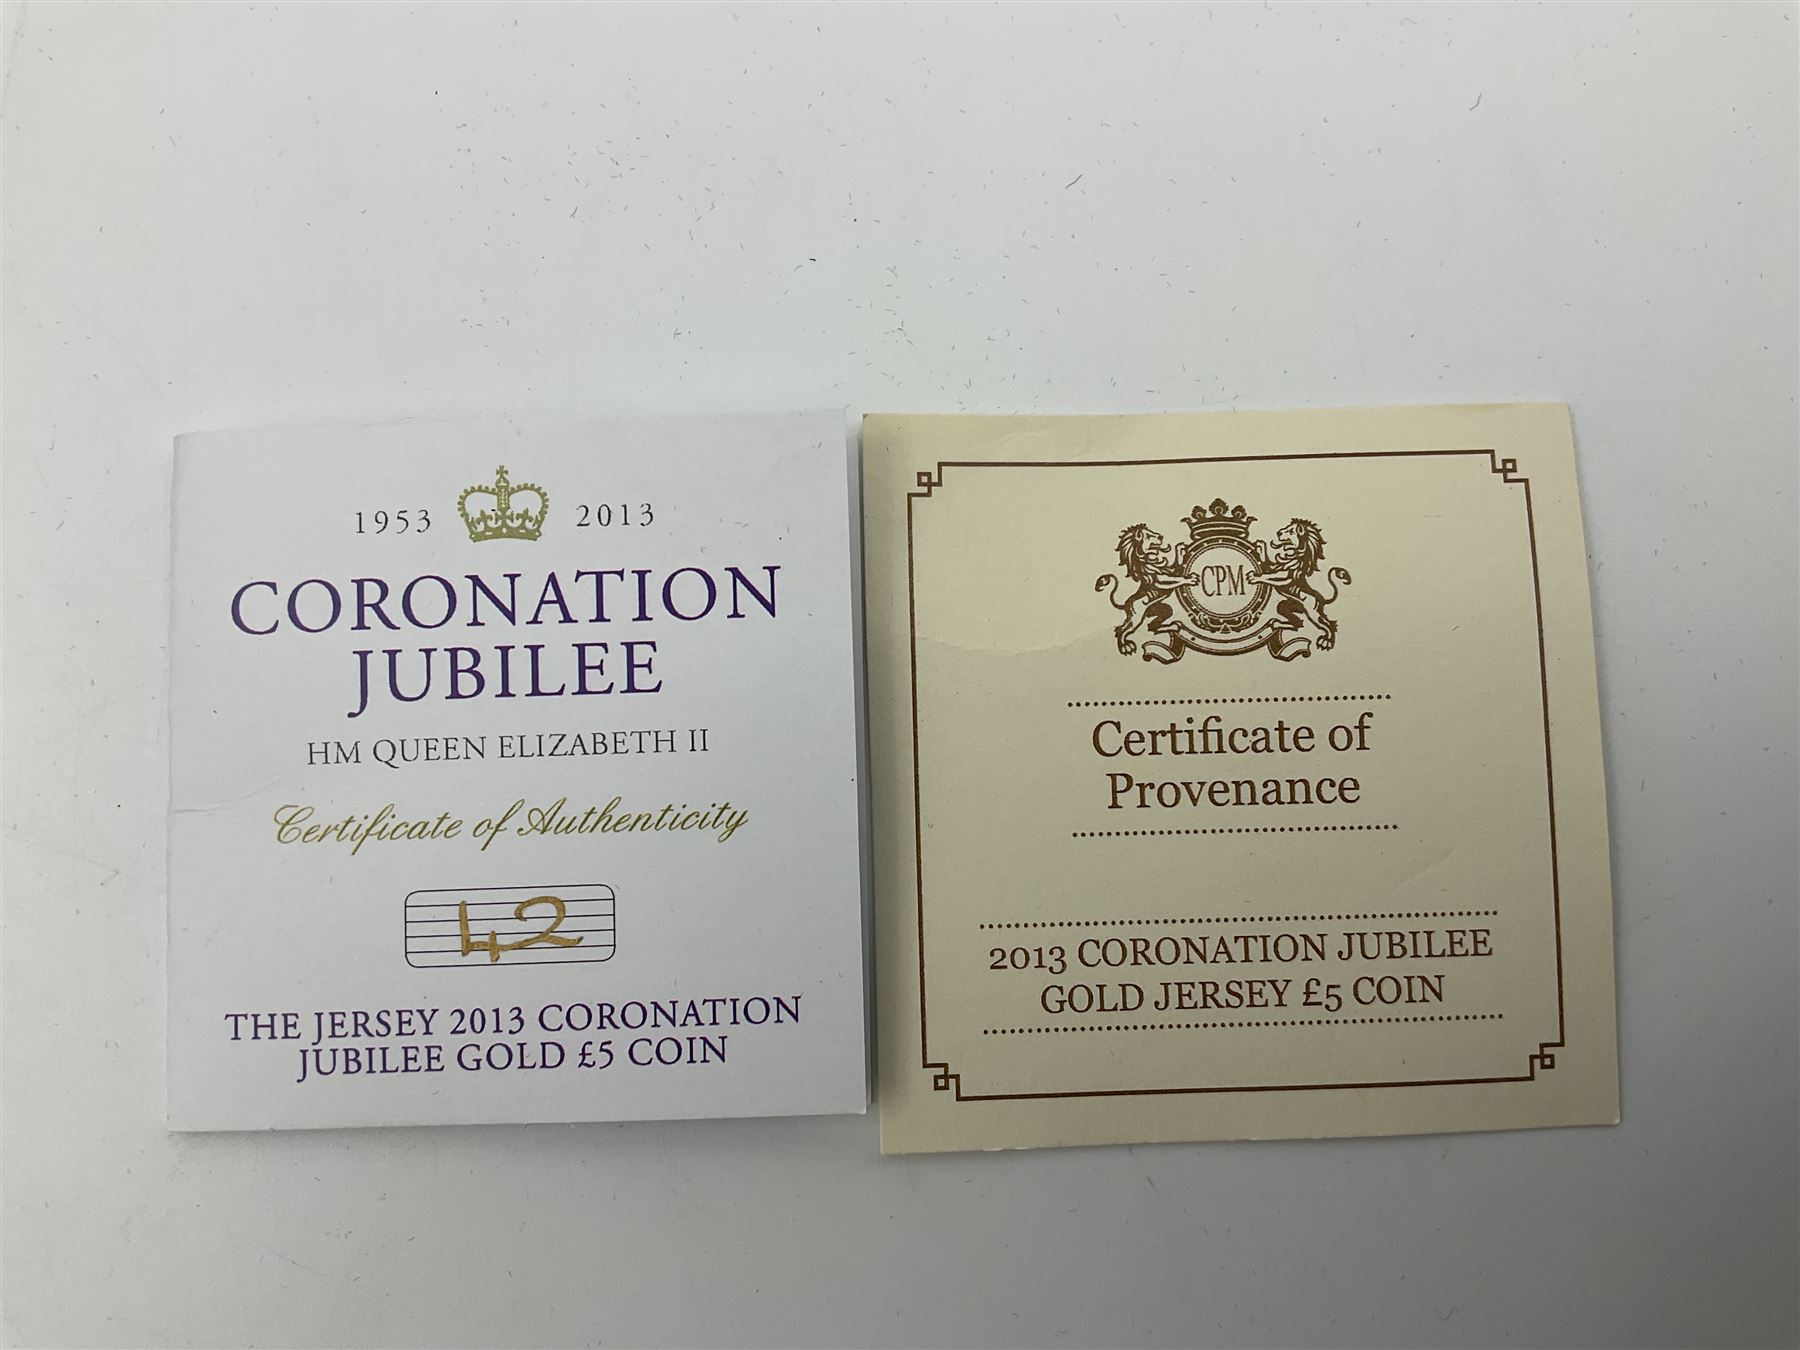 1953 2013
CORONATION
JUBILEE
HM QUEEN ELIZABETH II
Certificate of Authenticity
42
THE JERSEY 2013 CORONATION
JUBILEE GOLD £5 COIN
CPM
Certificate of
Provenance
2013 CORONATION JUBILEE
GOLD JERSEY £5 COIN